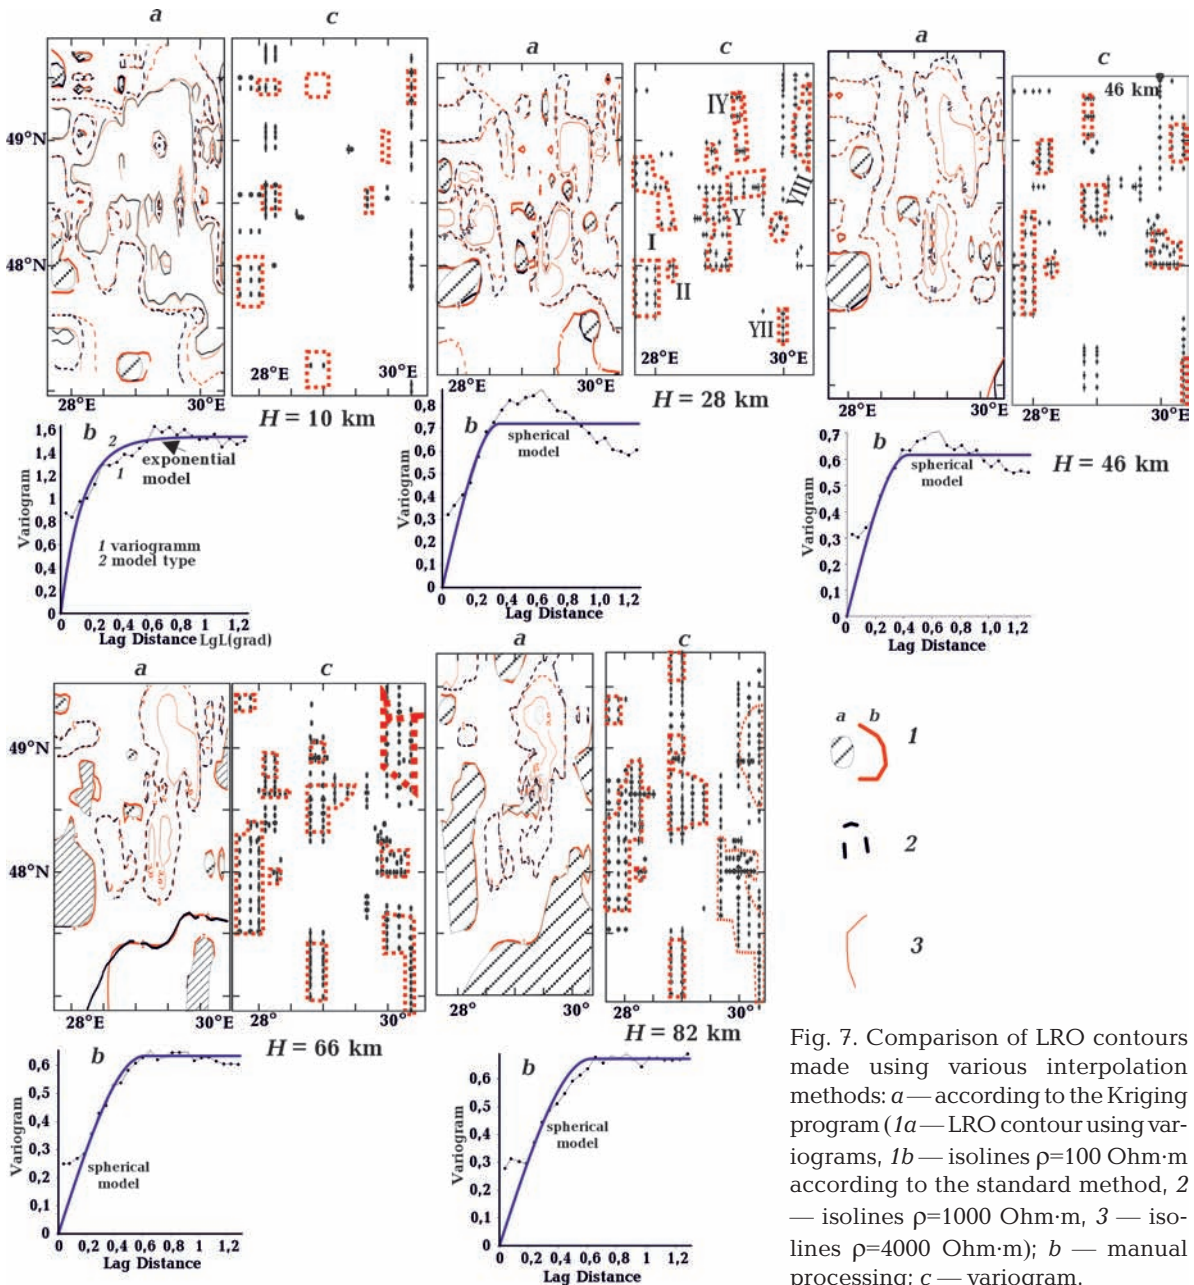 a
c
49°N
48°N
28°E
30°E
28°E
30°E
H = 10 km
b
Variogram
1,6
1,4
1,2
1
0,8
0,6
0,4
0,2
0
2
1
exponential
model
1 variogramm
2 model type
0 0,2 0,4 0,6 0,8 1 1,2
Lag Distance LgL(grad)
a
c
IY
YIII
Y
I
II
YII
28°E
30°E
28°E
30°E
H = 28 km
b
Variogram
0,8
0,7
0,6
0,5
0,4
0,3
0,2
0,1
0
spherical
model
0 0,2 0,4 0,6 0,8 1,0 1,2
Lag Distance
a
c
46 km
28°E
30°E
28°E
30°E
H = 46 km
b
Variogram
0,7
0,6
0,5
0,4
0,3
0,2
0,1
0
spherical
model
0 0,2 0,4 0,6 0,8 1,0 1,2
Lag Distance
a
c
49°N
48°N
28°E
30°E
28°
30°E
H = 66 km
b
Variogram
0,6
0,5
0,4
0,3
0,2
0,1
0
spherical
model
0 0,2 0,4 0,6 0,8 1 1,2
Lag Distance
a
c
28°E
30°E
28°
30°E
H = 82 km
b
Variogram
0,6
0,5
0,4
0,3
0,2
0,1
0
spherical
model
0 0,2 0,4 0,6 0,8 1 1,2
Lag Distance
a b
1
2
3
Fig. 7. Comparison of LRO contours
made using various interpolation
methods: a — according to the Kriging
program (1a — LRO contour using var-
iograms, 1b — isolines ρ=100 Ohm·m
according to the standard method, 2
— isolines ρ=1000 Ohm·m, 3 — iso-
lines ρ=4000 Ohm·m); b — manual
processing; c — variogram.